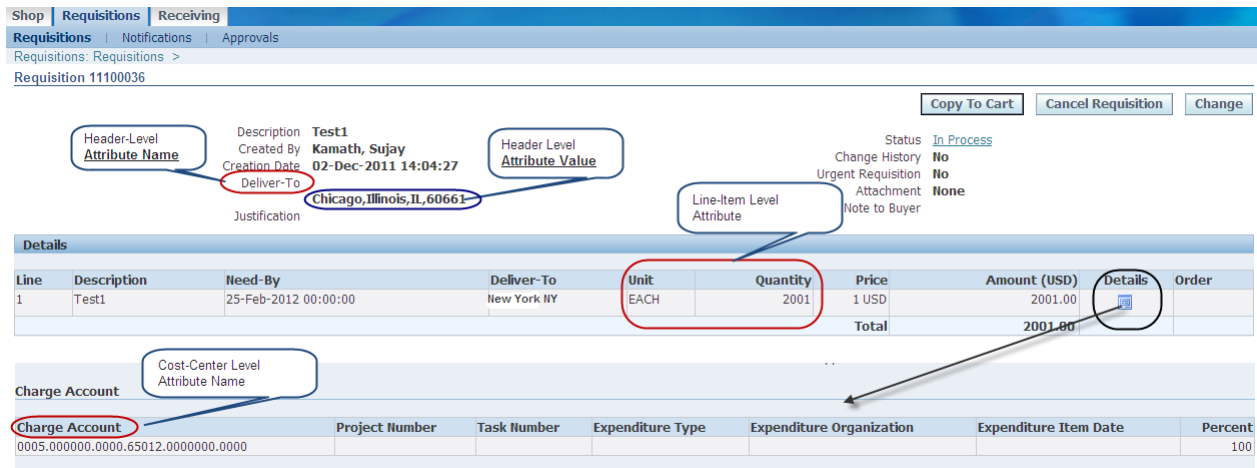 Shop Requisitions Receiving
Requisitions | Notifications | Approvals
Requisitions: Requisitions >
Requisition 11100036
Copy To Cart Cancel Requisition Change
Header-Level
Attribute Name
Description Test1
Created By Kamath, Sujay
Creation Date 02-Dec-2011 14:04:27
Deliver-To
Chicago,Illinois,IL,60661
Justification
Header Level
Attribute Value
Line-Item Level
Attribute
Status In Process
Change History No
Urgent Requisition No
Attachment None
Note to Buyer
Details
Line Description Need-By Deliver-To Unit Quantity Price Amount (USD) Details Order
1 Test1 25-Feb-2012 00:00:00 New York NY EACH 2001 1 USD 2001.00
Total 2001.00
Cost-Center Level
Attribute Name
Charge Account
Charge Account Project Number Task Number Expenditure Type Expenditure Organization Expenditure Item Date Percent
0005.000000.0000.65012.0000000.0000 100